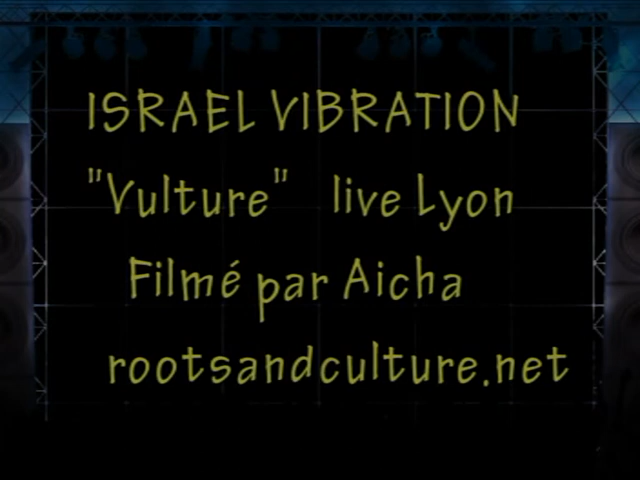 ISRAEL VIBRATION
"Vulture" live Lyon
Filmé par Aicha
rootsandculture.net